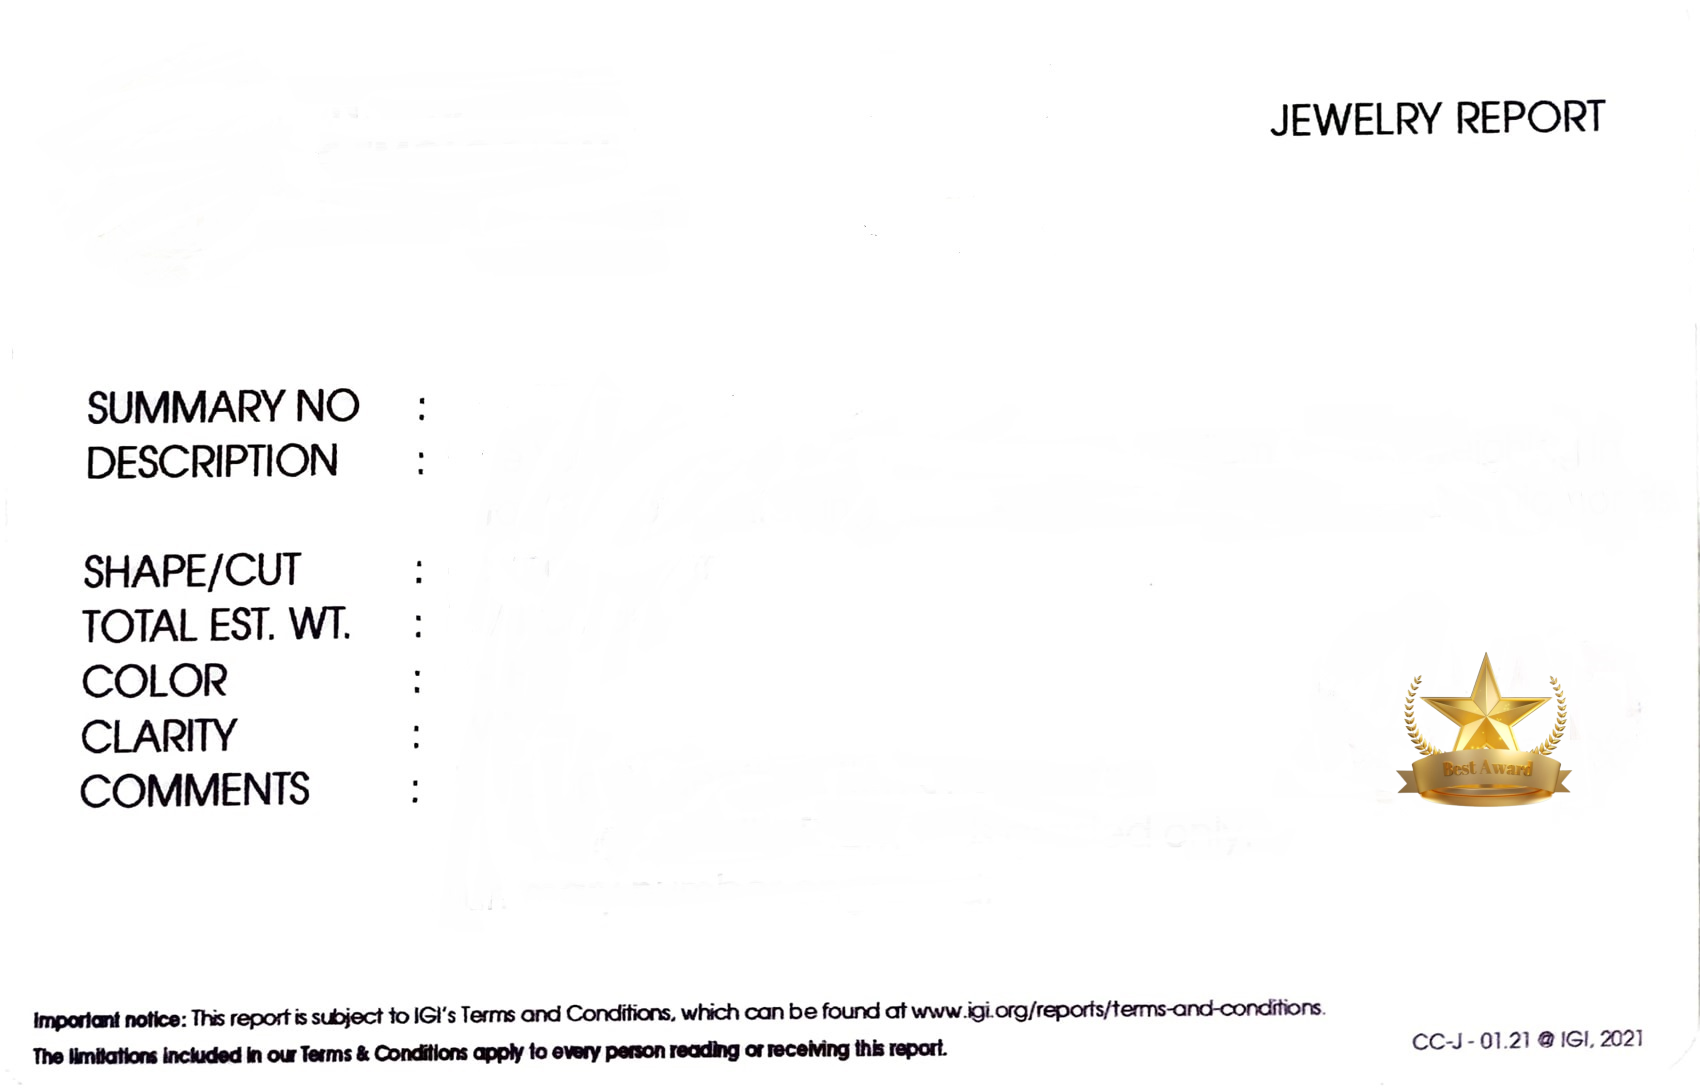 JEWELRY REPORT
SUMMARY NO :
DESCRIPTION :
SHAPE/CUT :
TOTAL EST. WT. :
COLOR :
CLARITY :
COMMENTS :
Best Award
Important notice: This report is subject to IGI's Terms and Conditions, which can be found at www.igi.org/reports/terms-and-conditions.
The limitations included in our Terms & Conditions apply to every person reading or receiving this report.
CC-J - 01.21 @ IGI, 2021